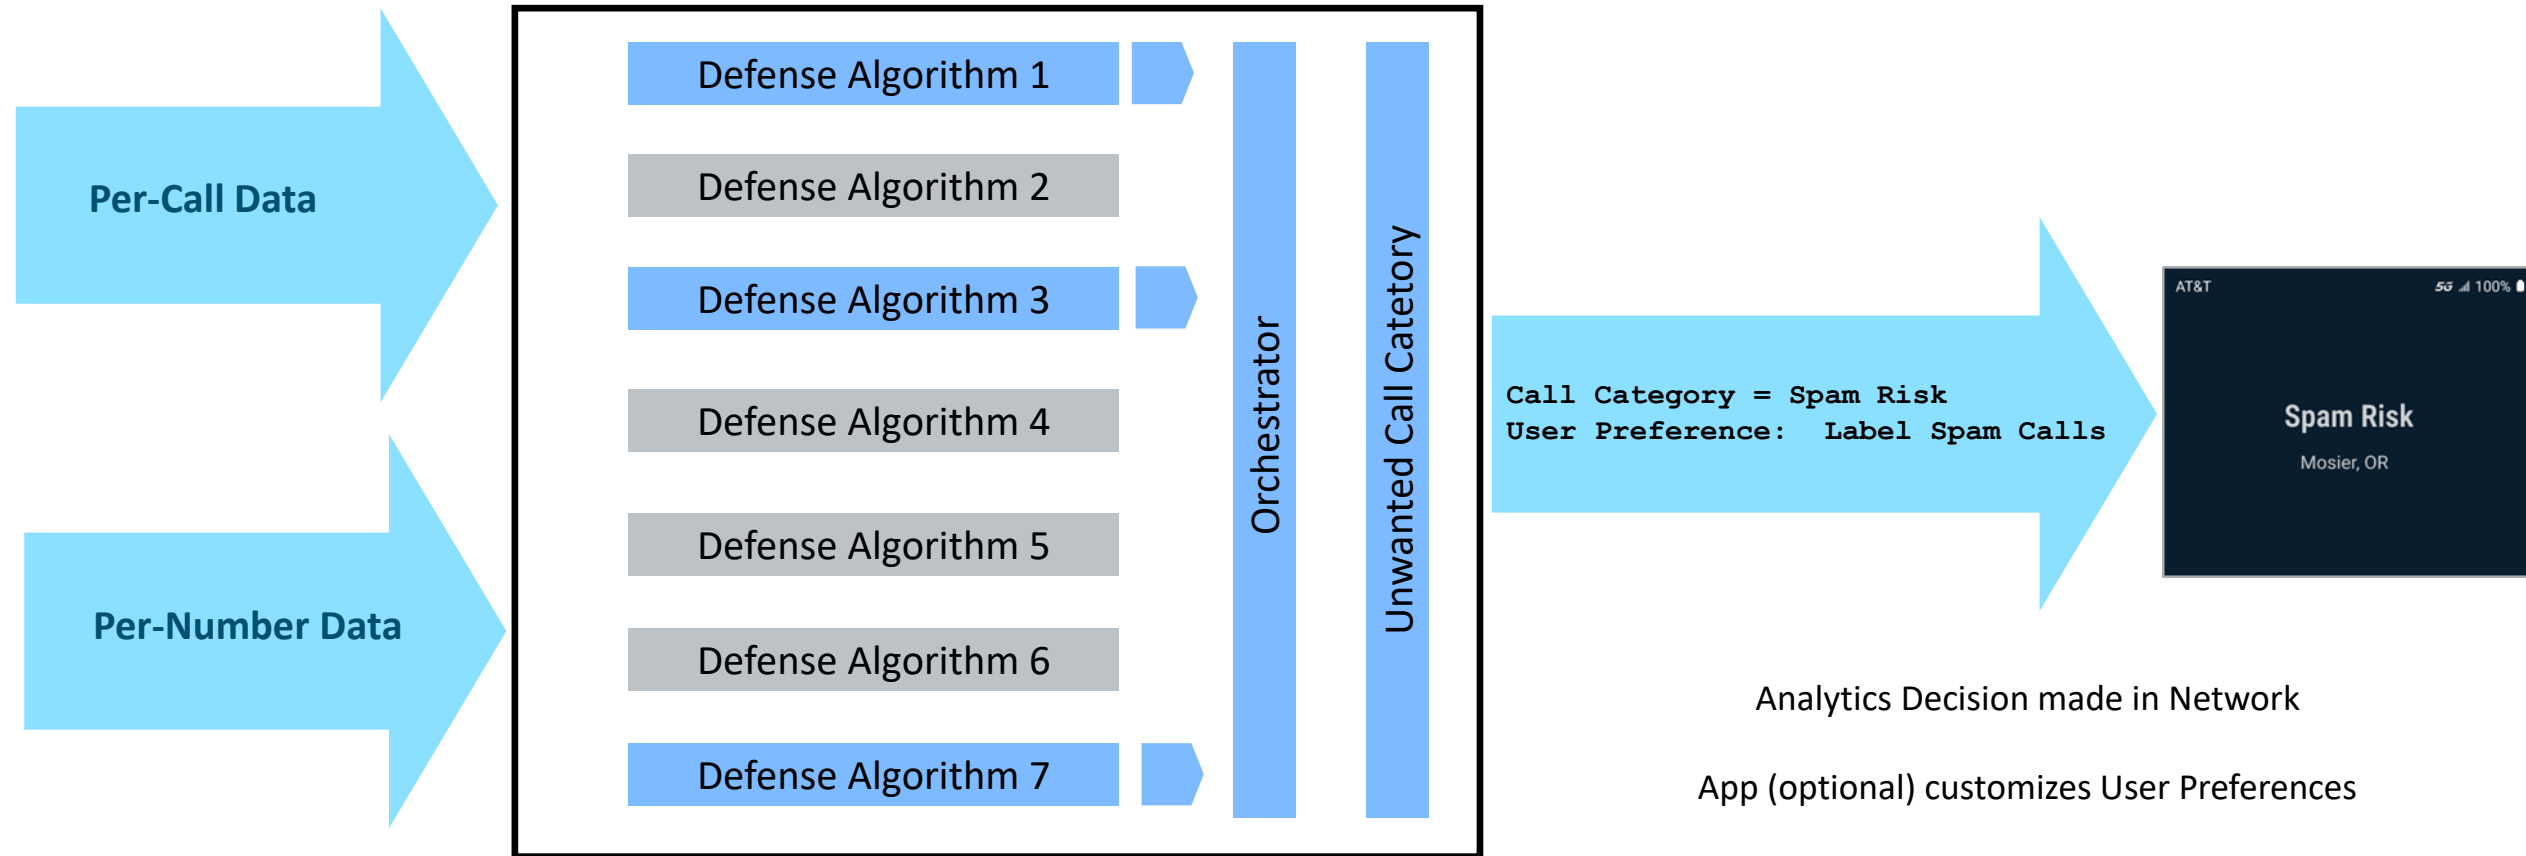 Per-Call Data
Per-Number Data
Defense Algorithm 1
Defense Algorithm 2
Defense Algorithm 3
Defense Algorithm 4
Defense Algorithm 5
Defense Algorithm 6
Defense Algorithm 7
Orchestrator
Unwanted Call Catetory
Call Category = Spam Risk
User Preference: Label Spam Calls
AT&T 5G 100%
Spam Risk
Mosier, OR
Analytics Decision made in Network
App (optional) customizes User Preferences